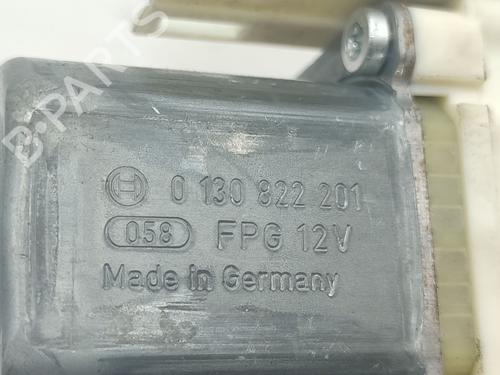 B-PARTS
0 130 822 201
058 FPG 12V
Made in Germany